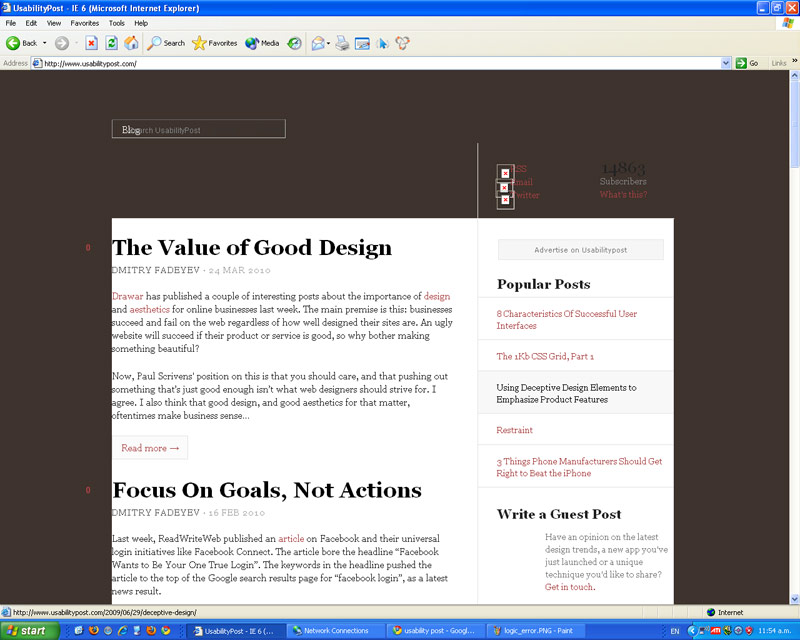 UsabilityPost - IE 6 (Microsoft Internet Explorer)
File Edit View Favorites Tools Help
Back Search Favorites Media
Address http://www.usabilitypost.com/ Go Links »
Blog
Search UsabilityPost
14863
Subscribers
What's this?
0
The Value of Good Design
DMITRY FADEYEV · 24 MAR 2010
Drawar has published a couple of interesting posts about the importance of design
and aesthetics for online businesses last week. The main premise is this: businesses
succeed and fail on the web regardless of how well designed their sites are. An ugly
website will succeed if their product or service is good, so why bother making
something beautiful?
Now, Paul Scrivens' position on this is that you should care, and that pushing out
something that's just good enough isn't what web designers should strive for. I
agree. I also think that good design, and good aesthetics for that matter,
oftentimes make business sense...
Read more →
0
Focus On Goals, Not Actions
DMITRY FADEYEV · 16 FEB 2010
Last week, ReadWriteWeb published an article on Facebook and their universal
login initiatives like Facebook Connect. The article bore the headline “Facebook
Wants to Be Your One True Login”. The keywords in the headline pushed the
article to the top of the Google search results page for “facebook login”, as a latest
news result.
Advertise on Usabilitypost
Popular Posts
8 Characteristics Of Successful User
Interfaces
The 1Kb CSS Grid, Part 1
Using Deceptive Design Elements to
Emphasize Product Features
Restraint
3 Things Phone Manufacturers Should Get
Right to Beat the iPhone
Write a Guest Post
Have an opinion on the latest
design trends, a new app you've
just launched or a unique
technique you'd like to share?
Get in touch.
http://www.usabilitypost.com/2009/06/29/deceptive-design/ Internet
start UsabilityPost - IE 6 (... Network Connections usability post - Googl... logic_error.PNG - Paint EN 11:54 a.m.